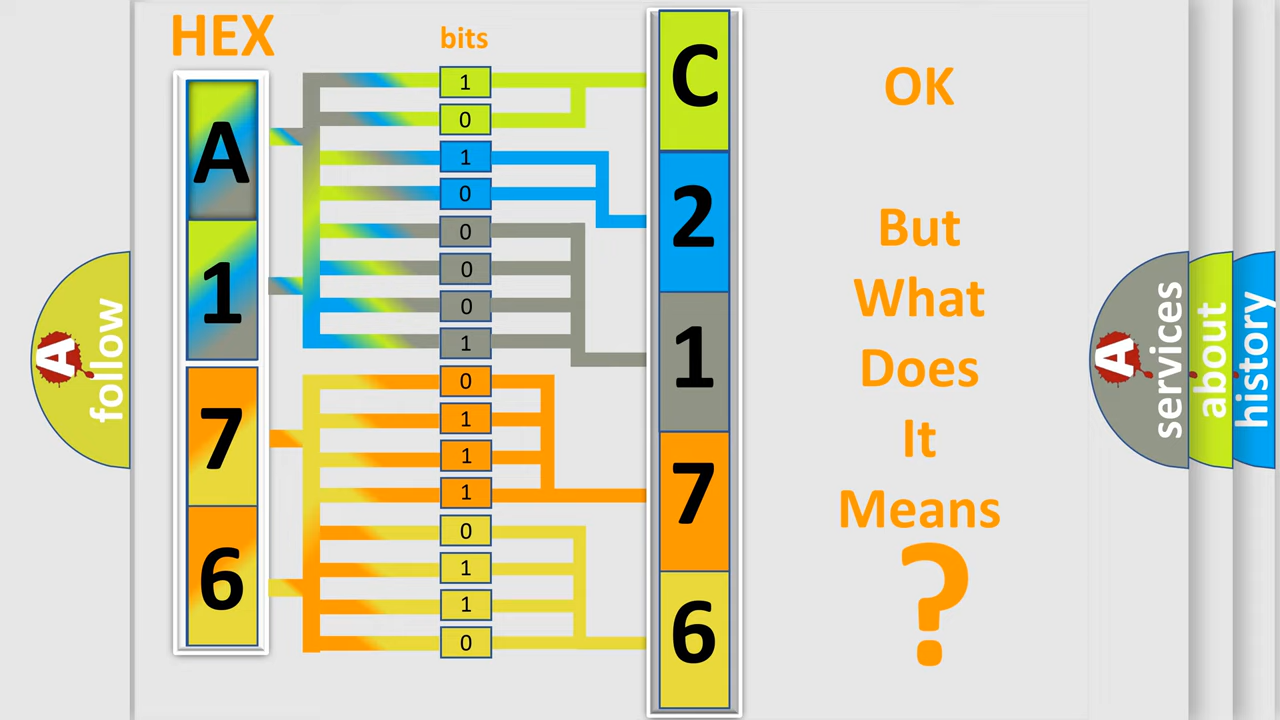 HEX
bits
A
1
7
6
1
0
1
0
0
0
0
1
0
1
1
1
0
1
1
0
C
2
1
7
6
OK
But
What
Does
It
Means
?
A
follow
A
services
about
history